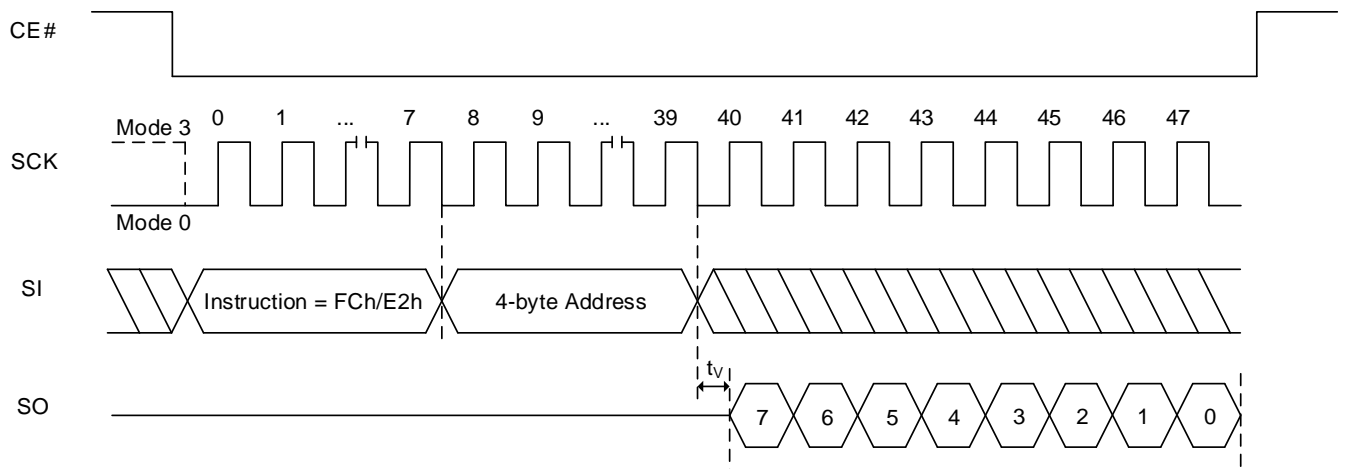 CE#
Mode 3 0 1 ... 7 8 9 ... 39 40 41 42 43 44 45 46 47
SCK
Mode 0
SI Instruction = FCh/E2h 4-byte Address
tV
SO 7 6 5 4 3 2 1 0